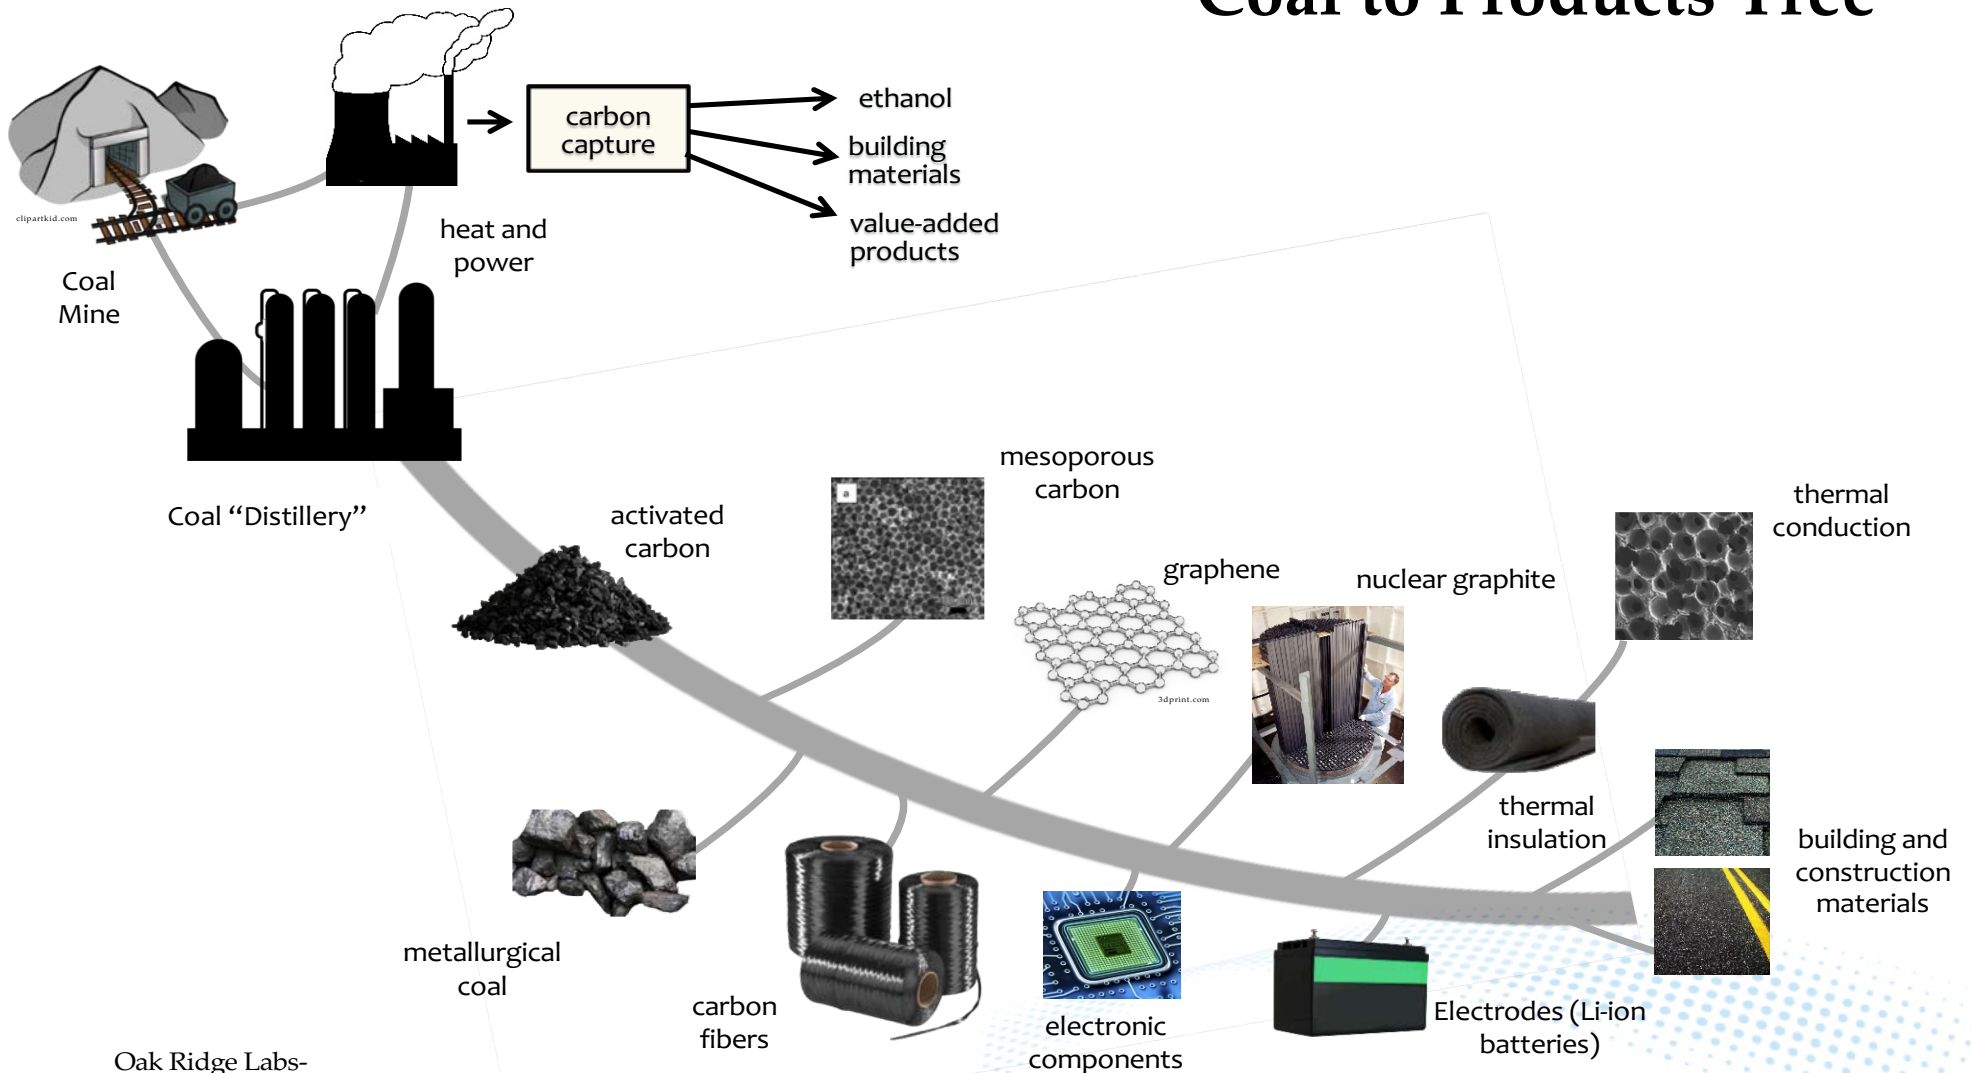 Coal to Products Tree
ethanol
carbon
capture
building
materials
value-added
products
clipartkid.com
heat and
power
Coal
Mine
Coal “Distillery”
mesoporous
carbon
activated
carbon
a
thermal
conduction
graphene
nuclear graphite
3dprint.com
thermal
insulation
building and
construction
materials
metallurgical
coal
carbon
fibers
electronic
components
Electrodes (Li-ion
batteries)
Oak Ridge Labs-